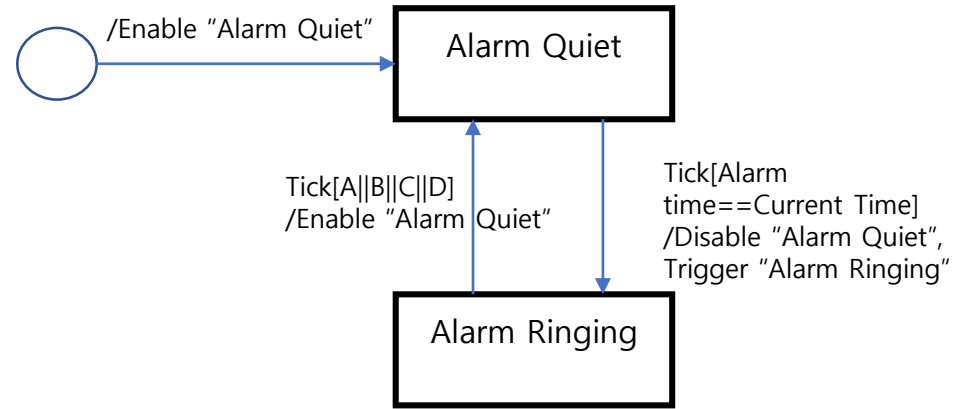 /Enable "Alarm Quiet"
Alarm Quiet
Tick[A||B||C||D]
/Enable "Alarm Quiet"
Tick[Alarm
time==Current Time]
/Disable "Alarm Quiet",
Trigger "Alarm Ringing"
Alarm Ringing